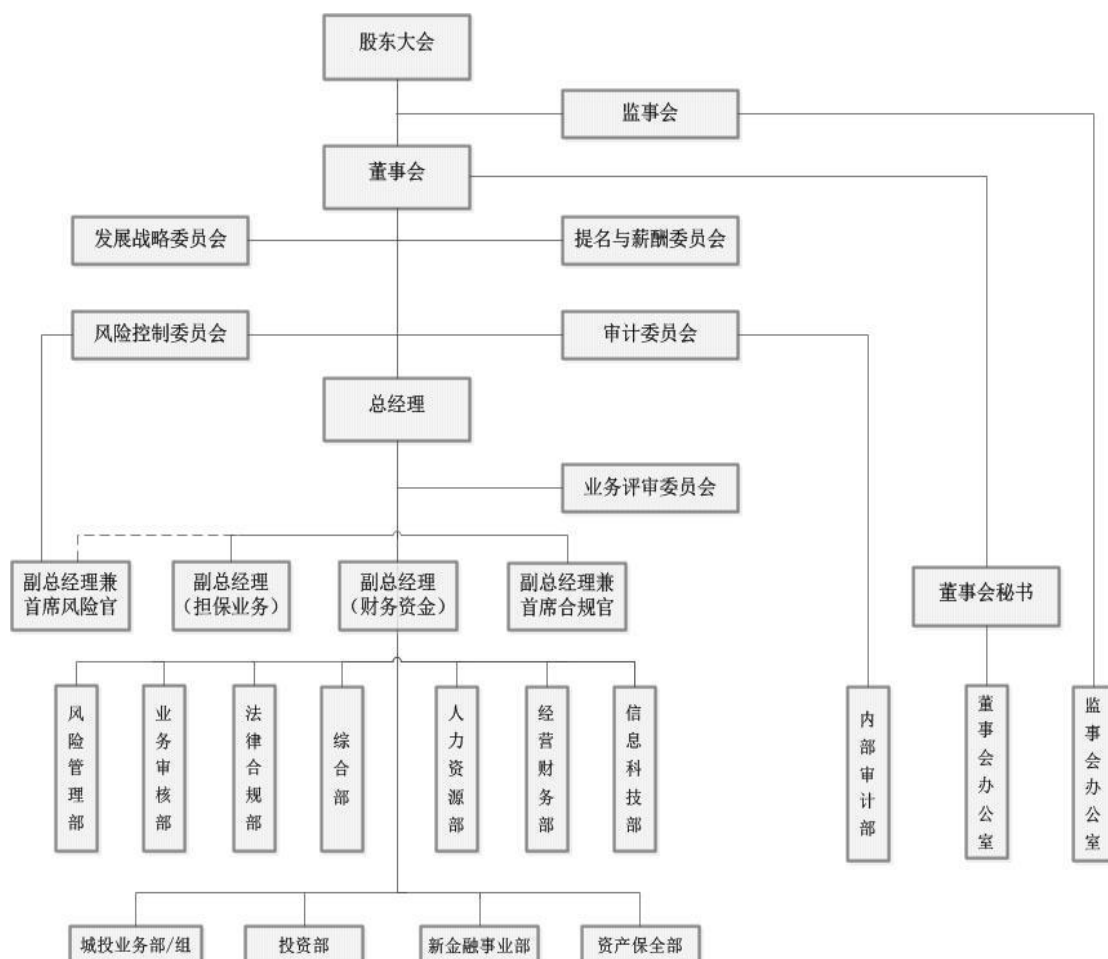 股东大会
监事会
董事会
发展战略委员会
提名与薪酬委员会
风险控制委员会
审计委员会
总经理
业务评审委员会
副总经理兼
首席风险官
副总经理
（担保业务）
副总经理
（财务资金）
副总经理兼
首席合规官
董事会秘书
风险管理部
业务审核部
法律合规部
综合部
人力资源部
经营财务部
信息科技部
内部审计部
董事会办公室
监事会办公室
城投业务部/组
投资部
新金融事业部
资产保全部